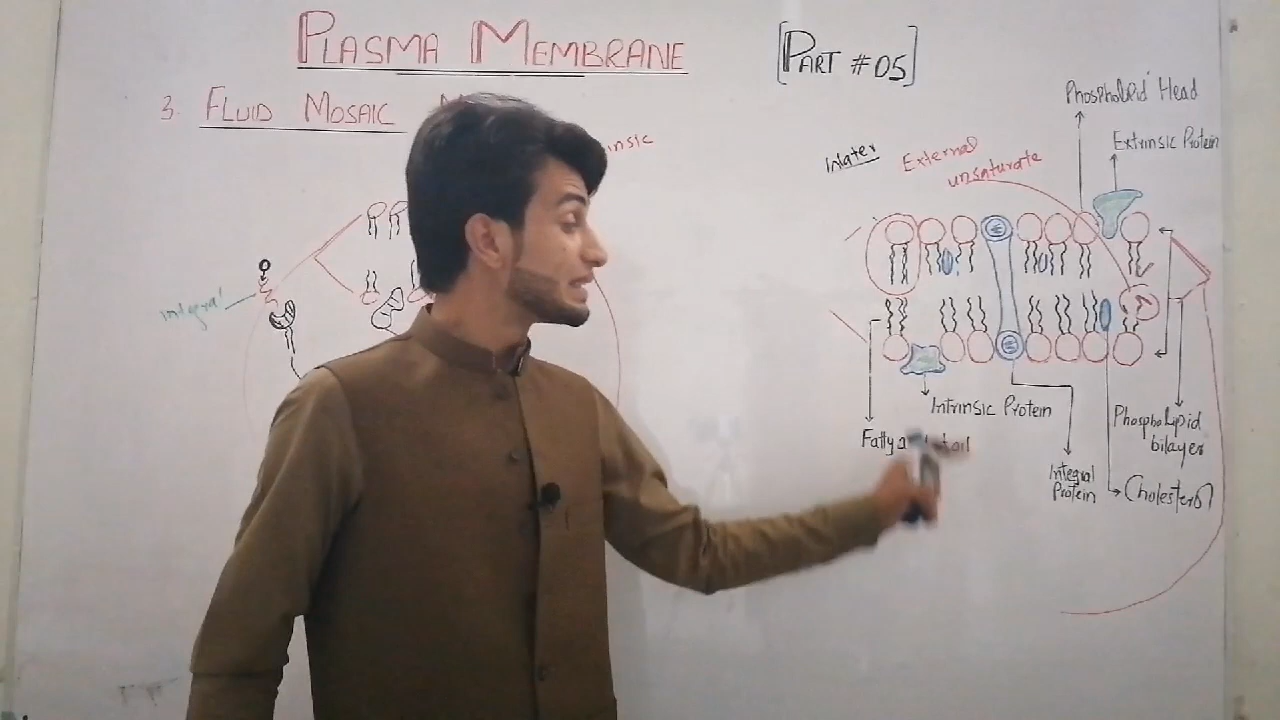 PLASMA MEMBRANE
[PART #05]
3. FLUID MOSAIC
Phospholipid Head
Extrinsic Protein
External
unsaturate
integral
Intrinsic Protein
Fatty
Phospholipid
bilayer
Integral
Protein
Cholesterol